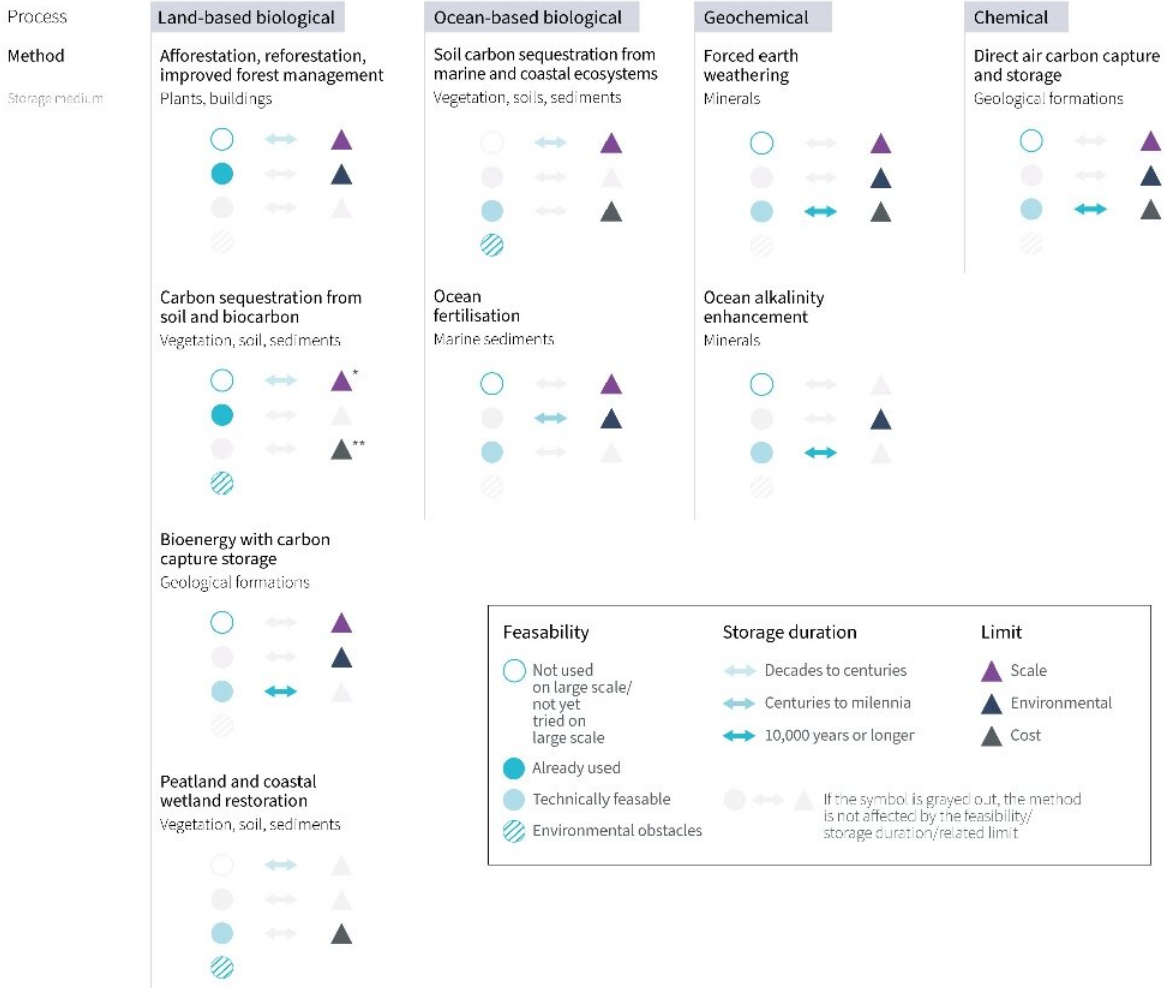 Process
Land-based biological
Ocean-based biological
Geochemical
Chemical
Method
Storage medium
Afforestation, reforestation,
improved forest management
Plants, buildings
Soil carbon sequestration from
marine and coastal ecosystems
Vegetation, soils, sediments
Forced earth
weathering
Minerals
Direct air carbon capture
and storage
Geological formations
Carbon sequestration from
soil and biocarbon
Vegetation, soil, sediments
*
**
Ocean
fertilisation
Marine sediments
Ocean alkalinity
enhancement
Minerals
Bioenergy with carbon
capture storage
Geological formations
Peatland and coastal
wetland restoration
Vegetation, soil, sediments
Feasability
Not used
on large scale/
not yet
tried on
large scale
Already used
Technically feasable
Environmental obstacles
Storage duration
Decades to centuries
Centuries to milennia
10,000 years or longer
Limit
Scale
Environmental
Cost
If the symbol is grayed out, the method
is not affected by the feasibility/
storage duration/related limit